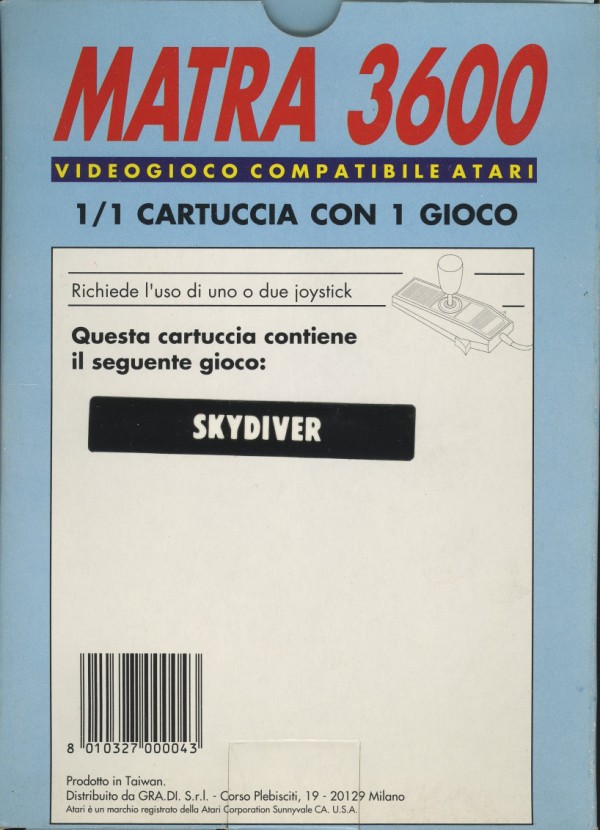 MATRA 3600
VIDEOGIOCO COMPATIBILE ATARI
1/1 CARTUCCIA CON 1 GIOCO
Richiede l'uso di uno o due joystick
Questa cartuccia contiene
il seguente gioco:
SKYDIVER
8 010327 000043
Prodotto in Taiwan.
Distribuito da GRA.DI. S.r.l. - Corso Plebisciti, 19 - 20129 Milano
Atari è un marchio registrato della Atari Corporation Sunnyvale CA. U.S.A.